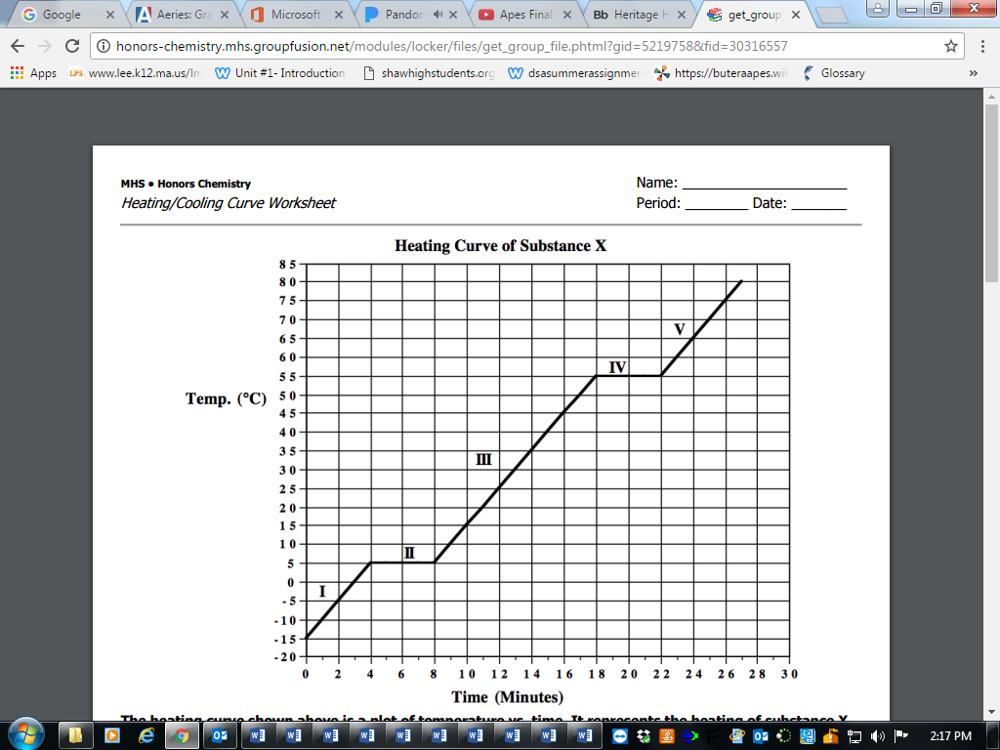 Google
Aeries: Gra
Microsoft
Pandor
Apes Final
Bb Heritage H
get_group_
honors-chemistry.mhs.groupfusion.net/modules/locker/files/get_group_file.phtml?gid=5219758&fid=30316557
Apps LPS www.lee.k12.ma.us/lm Unit #1- Introduction shawhighstudents.org dsasummerassignmen https://buteraapes.wik Glossary »
MHS • Honors Chemistry
Name: ____________________
Heating/Cooling Curve Worksheet
Period: ________ Date: _______
Heating Curve of Substance X
85
80
75
70
V
65
60
IV
55
Temp. (°C)
50
45
40
35
III
30
25
20
15
10
II
5
0
I
-5
-10
-15
-20
0 2 4 6 8 10 12 14 16 18 20 22 24 26 28 30
Time (Minutes)
The heating curve shown above is a plot of temperature vs. time. It represents the heating of substance X
2:17 PM